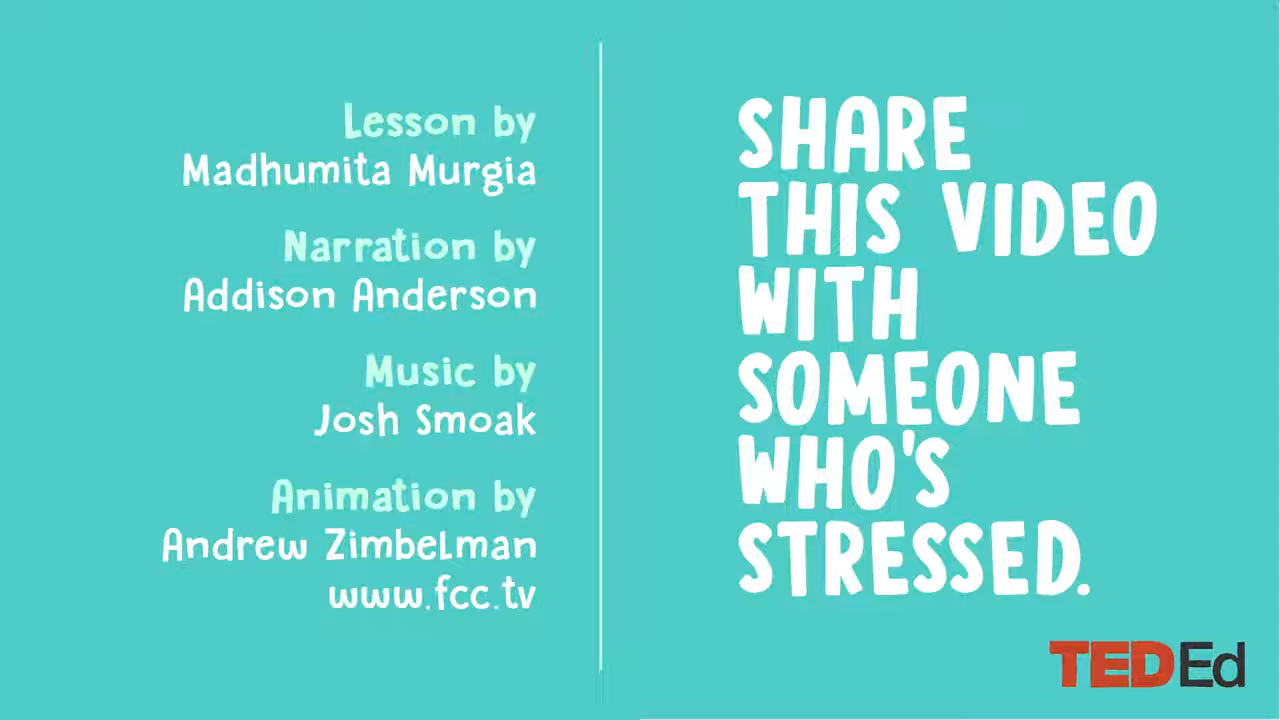 Lesson by
Madhumita Murgia
Narration by
Addison Anderson
Music by
Josh Smoak
Animation by
Andrew Zimbelman
www.fcc.tv
SHARE
THIS VIDEO
WITH
SOMEONE
WHO'S
STRESSED.
TEDEd